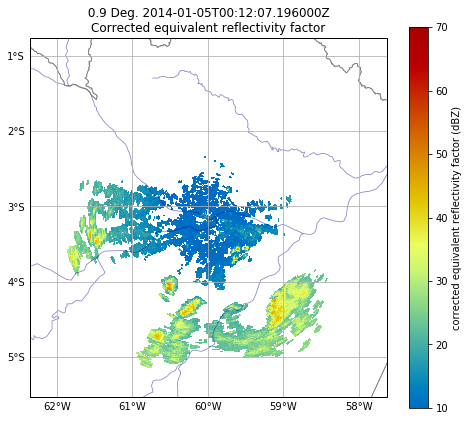 0.9 Deg. 2014-01-05T00:12:07.196000Z
Corrected equivalent reflectivity factor
1°S
2°S
3°S
4°S
5°S
62°W
61°W
60°W
59°W
58°W
70
60
50
40
30
20
10
corrected equivalent reflectivity factor (dBZ)